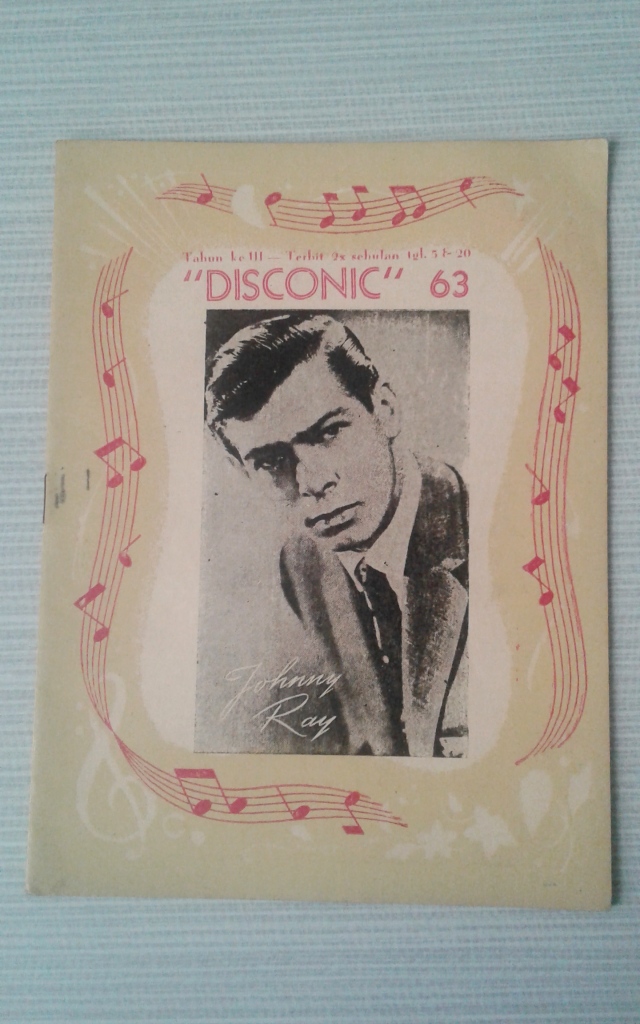 Tahun ke III — Terbit 2x sebulan tgl. 5 & 20
"DISCONIC" 63
Johnny
Ray